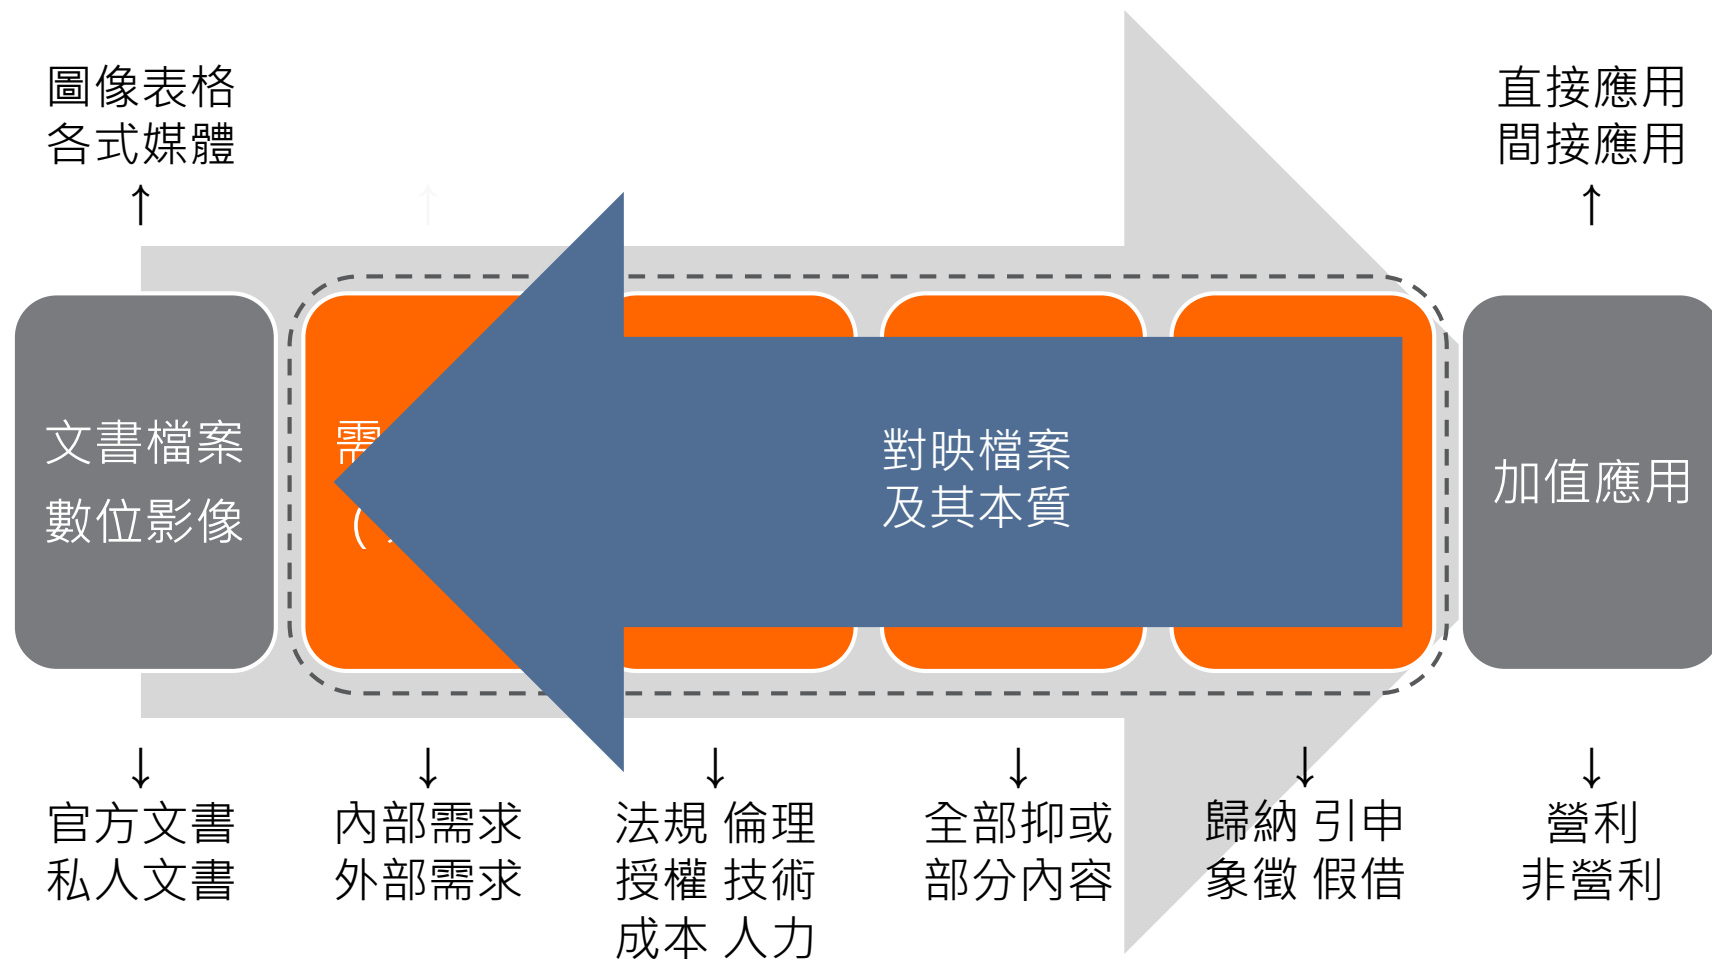 圖像表格
各式媒體
↑
直接應用
間接應用
↑
↑
文書檔案
數位影像
需
(
對映檔案
及其本質
加值應用
↓
官方文書
私人文書
↓
內部需求
外部需求
↓
法規 倫理
授權 技術
成本 人力
↓
全部抑或
部分內容
↓
歸納 引申
象徵 假借
↓
營利
非營利